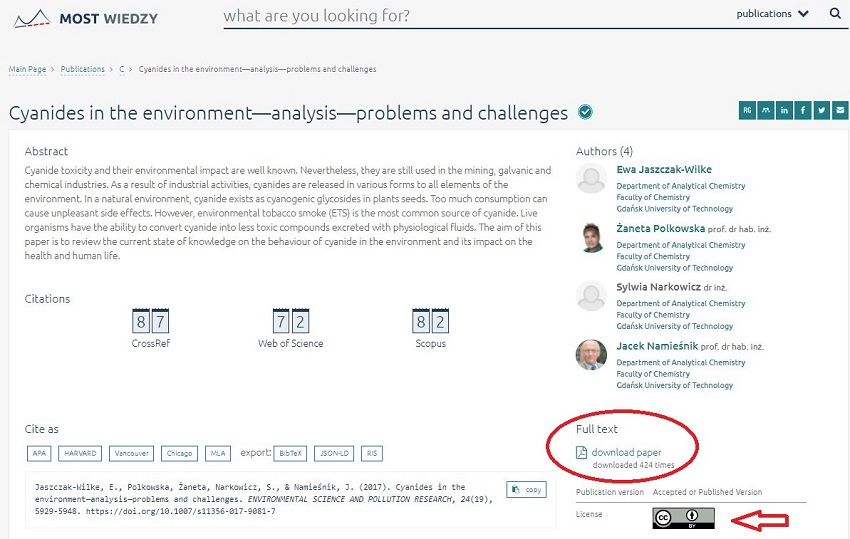 MOST WIEDZY
what are you looking for?
publications
Main Page > Publications > C > Cyanides in the environment—analysis—problems and challenges
Cyanides in the environment—analysis—problems and challenges
RG
in
f
Abstract
Cyanide toxicity and their environmental impact are well known. Nevertheless, they are still used in the mining, galvanic and
chemical industries. As a result of industrial activities, cyanides are released in various forms to all elements of the
environment. In a natural environment, cyanide exists as cyanogenic glycosides in plants seeds. Too much consumption can
cause unpleasant side effects. However, environmental tobacco smoke (ETS) is the most common source of cyanide. Live
organisms have the ability to convert cyanide into less toxic compounds excreted with physiological fluids. The aim of this
paper is to review the current state of knowledge on the behaviour of cyanide in the environment and its impact on the
health and human life.
Citations
87
CrossRef
72
Web of Science
82
Scopus
Authors (4)
Ewa Jaszczak-Wilke
Department of Analytical Chemistry
Faculty of Chemistry
Gdańsk University of Technology
Żaneta Polkowska prof. dr hab. inż.
Department of Analytical Chemistry
Faculty of Chemistry
Gdańsk University of Technology
Sylwia Narkowicz dr inż.
Department of Analytical Chemistry
Faculty of Chemistry
Gdańsk University of Technology
Jacek Namieśnik prof. dr hab. inż.
Department of Analytical Chemistry
Faculty of Chemistry
Gdańsk University of Technology
Cite as
APA HARVARD Vancouver Chicago MLA export: BibTeX JSON-LD RIS
Jaszczak-Wilke, E., Polkowska, Żaneta, Narkowicz, S., & Namieśnik, J. (2017). Cyanides in the
environment—analysis—problems and challenges. ENVIRONMENTAL SCIENCE AND POLLUTION RESEARCH, 24(19),
5929-5948. https://doi.org/10.1007/s11356-017-9081-7
copy
Full text
download paper
downloaded 424 times
Publication version Accepted or Published Version
License
cc
BY